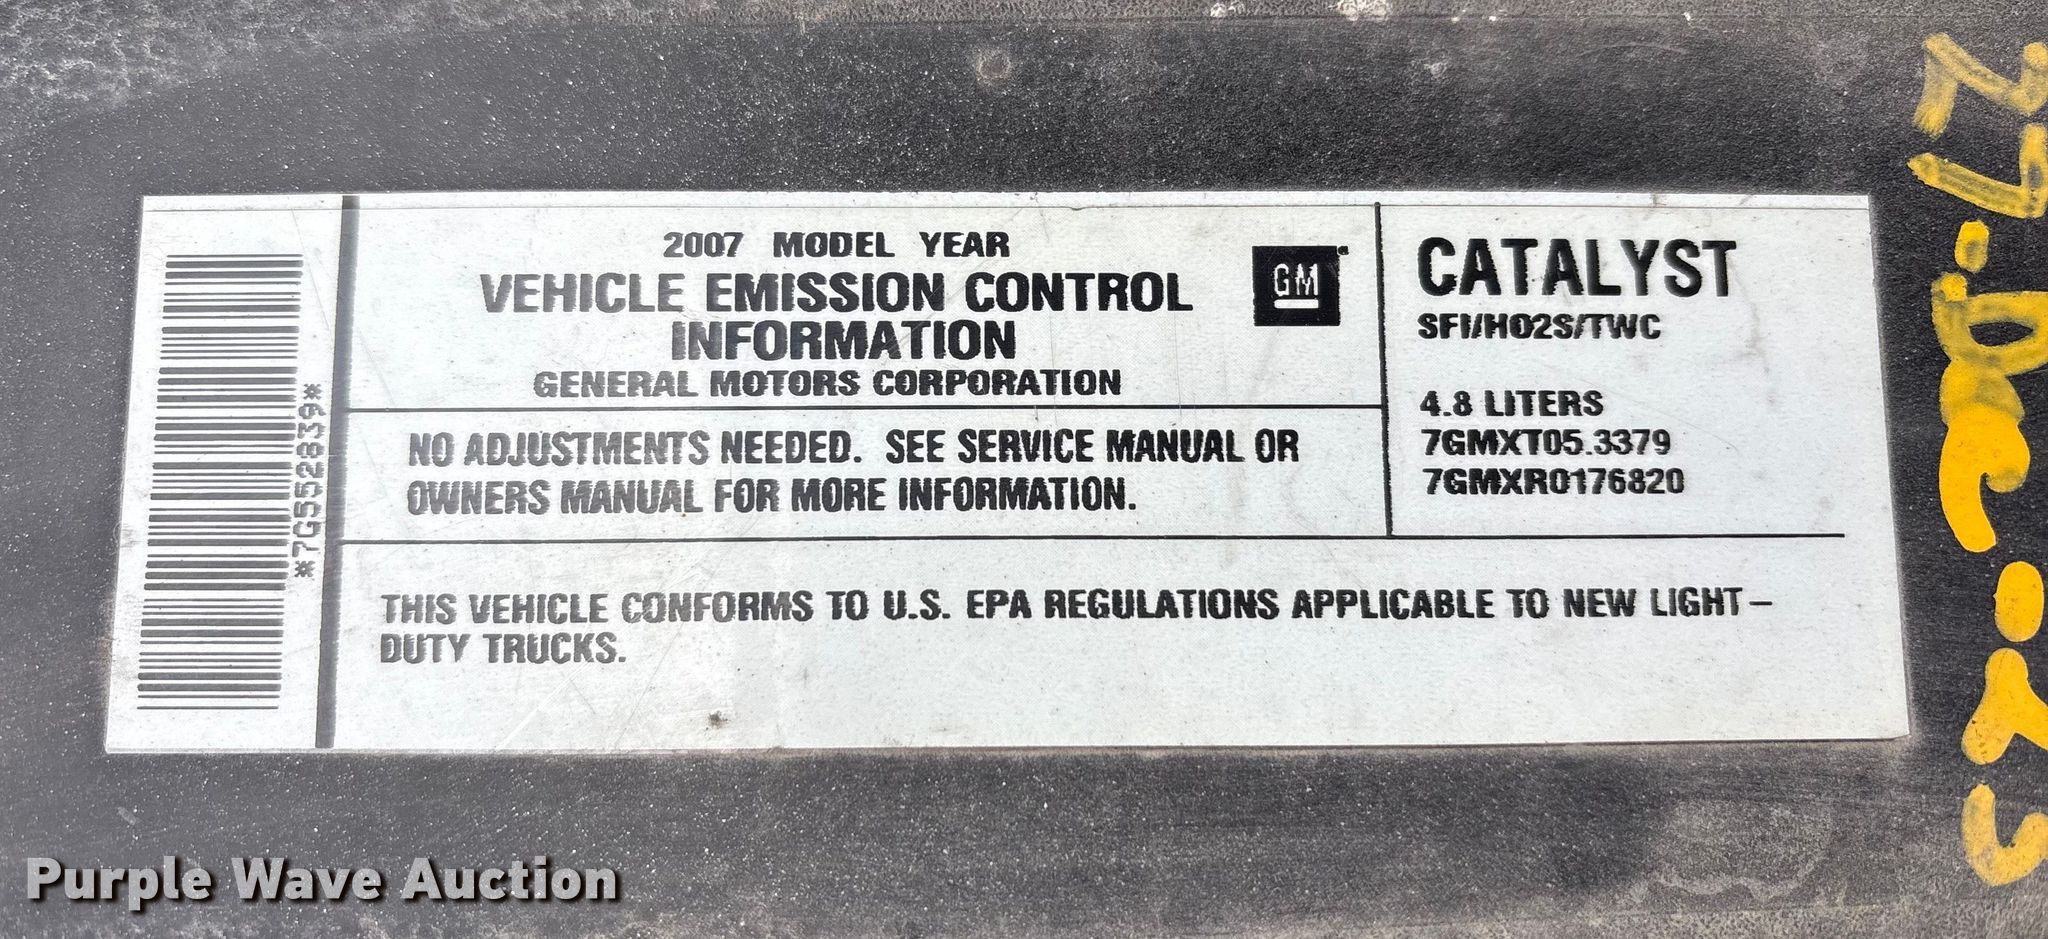 *7G552839*
2007 MODEL YEAR
VEHICLE EMISSION CONTROL
INFORMATION
GENERAL MOTORS CORPORATION
GM
CATALYST
SFI/HO2S/TWC
4.8 LITERS
7GMXT05.3379
7GMXR0176820
NO ADJUSTMENTS NEEDED. SEE SERVICE MANUAL OR
OWNERS MANUAL FOR MORE INFORMATION.
THIS VEHICLE CONFORMS TO U.S. EPA REGULATIONS APPLICABLE TO NEW LIGHT-
DUTY TRUCKS.
Purple Wave Auction